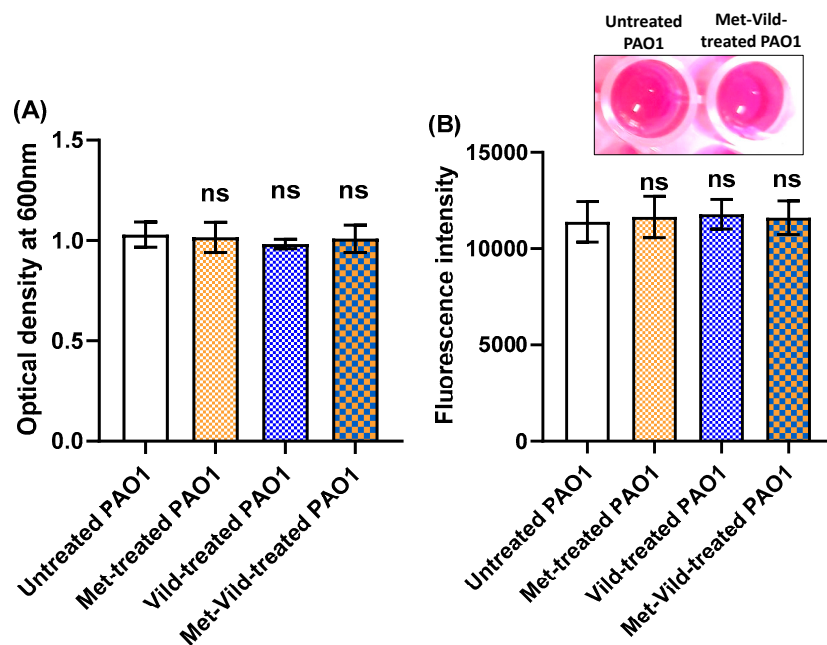 (A)
Optical density at 600nm
1.5
1.0
0.5
0.0
ns
ns
ns
Untreated PAO1
Met-treated PAO1
Vild-treated PAO1
Met-Vild-treated PAO1
Untreated
PAO1
Met-Vild-
treated PAO1
(B)
Fluorescence intensity
15000
10000
5000
0
ns
ns
ns
Untreated PAO1
Met-treated PAO1
Vild-treated PAO1
Met-Vild-treated PAO1